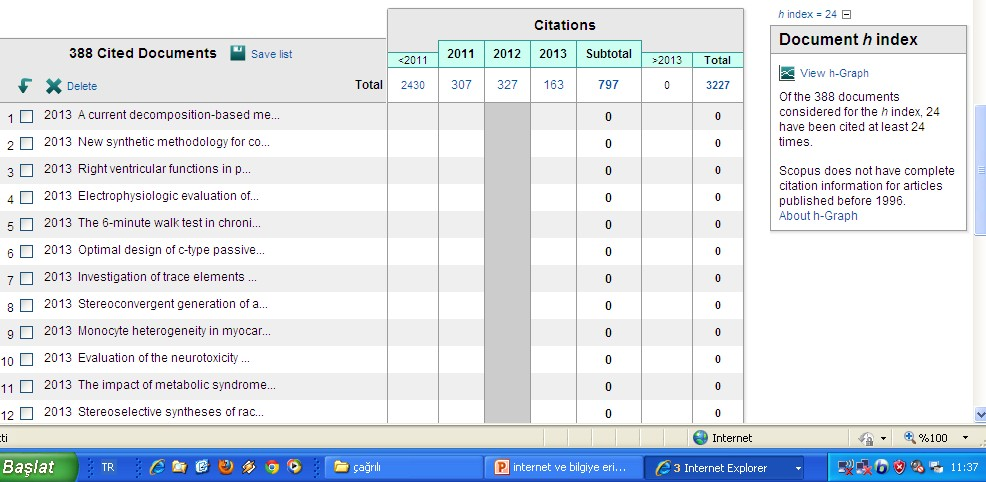 h index = 24
Citations
Document h index
388 Cited Documents Save list
<2011 2011 2012 2013 Subtotal >2013 Total
Delete Total 2430 307 327 163 797 0 3227
View h-Graph
Of the 388 documents
considered for the h index, 24
have been cited at least 24
times.
Scopus does not have complete
citation information for articles
published before 1996.
About h-Graph
1 2013 A current decomposition-based me... 0 0
2 2013 New synthetic methodology for co... 0 0
3 2013 Right ventricular functions in p... 0 0
4 2013 Electrophysiologic evaluation of... 0 0
5 2013 The 6-minute walk test in chroni... 0 0
6 2013 Optimal design of c-type passive... 0 0
7 2013 Investigation of trace elements ... 0 0
8 2013 Stereoconvergent generation of a... 0 0
9 2013 Monocyte heterogeneity in myocar... 0 0
10 2013 Evaluation of the neurotoxicity ... 0 0
11 2013 The impact of metabolic syndrome... 0 0
12 2013 Stereoselective syntheses of rac... 0 0
tti Internet %100
Başlat TR çağrılı internet ve bilgiye eri... 3 Internet Explorer 11:37